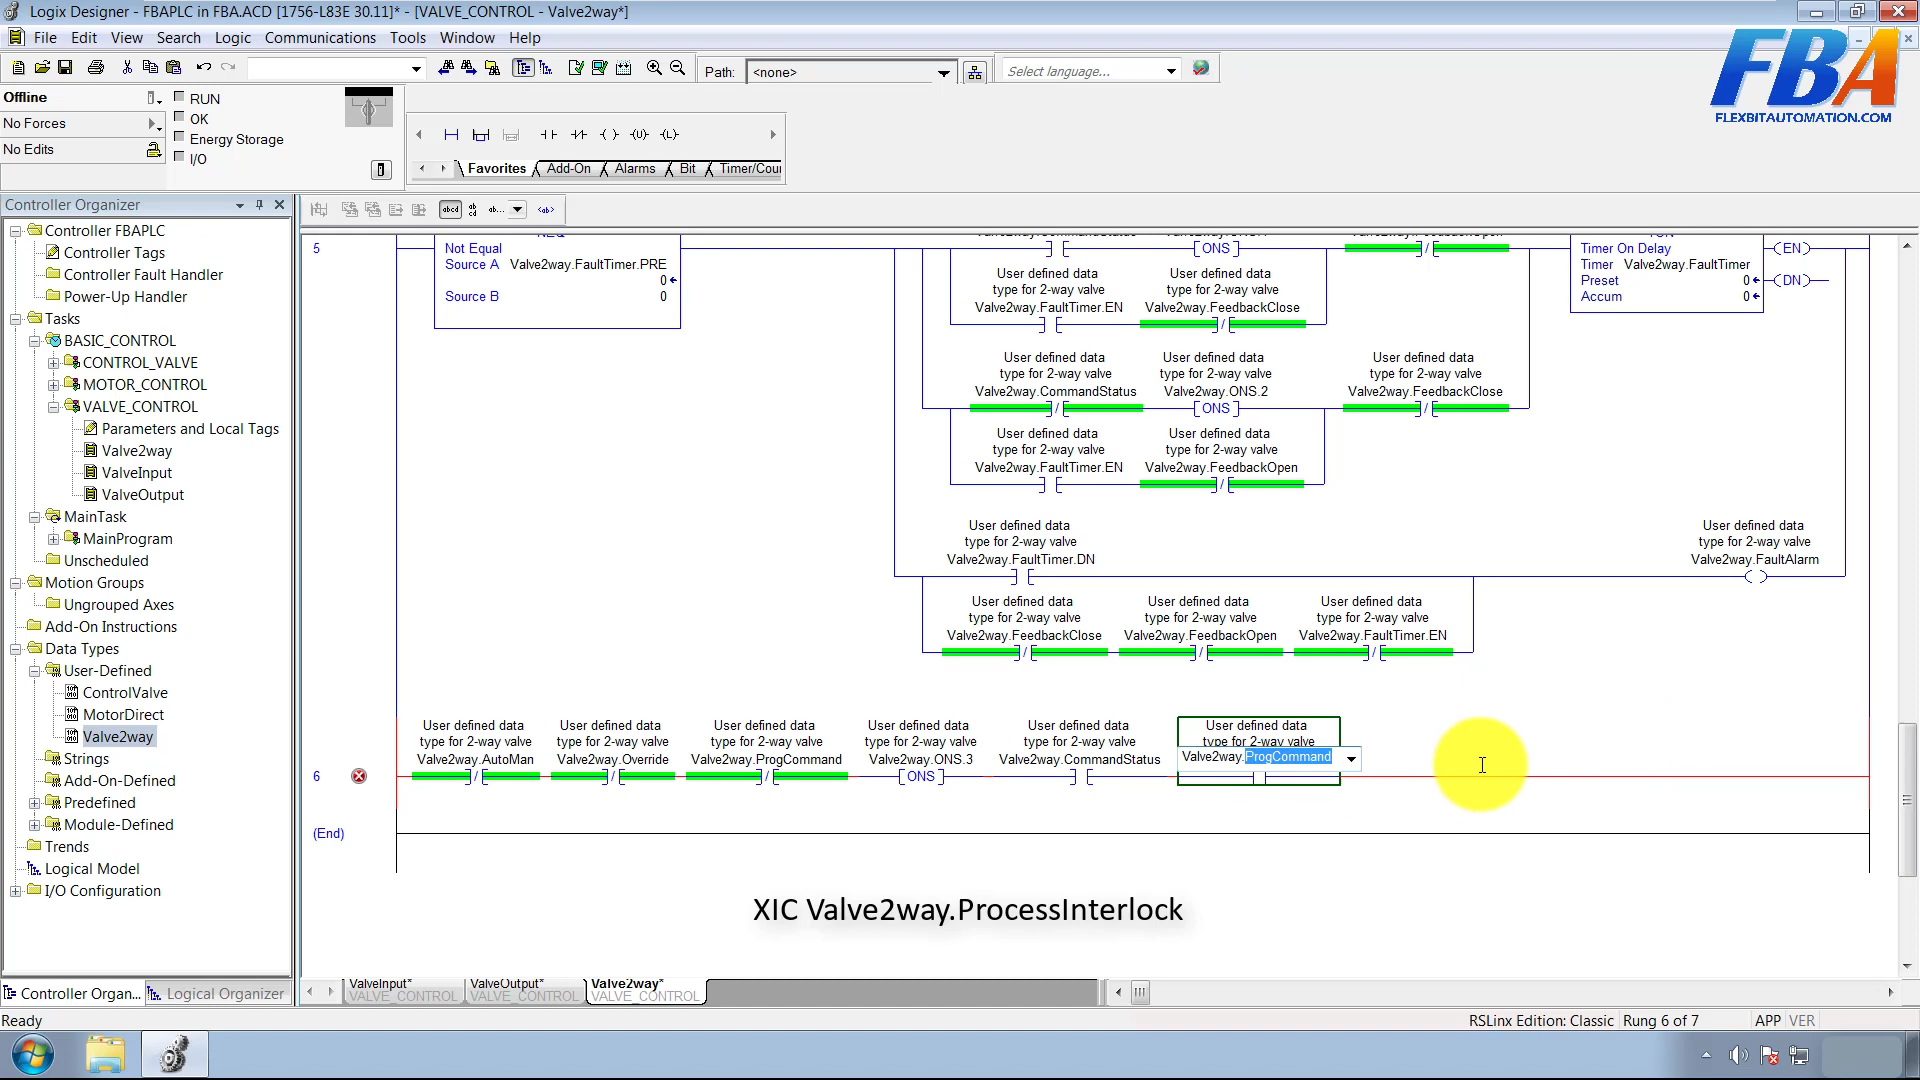 Logix Designer - FBAPLC in FBA.ACD [1756-L83E 30.11]* - [VALVE_CONTROL - Valve2way*]
File Edit View Search Logic Communications Tools Window Help
Path: <none>
Select language...
FBA
FLEXBITAUTOMATION.COM
Offline
No Forces
No Edits
RUN
OK
Energy Storage
I/O
Favorites
Add-On
Alarms
Bit
Timer/Cou
Controller Organizer
Controller FBAPLC
Controller Tags
Controller Fault Handler
Power-Up Handler
Tasks
BASIC_CONTROL
CONTROL_VALVE
MOTOR_CONTROL
VALVE_CONTROL
Parameters and Local Tags
Valve2way
ValveInput
ValveOutput
MainTask
MainProgram
Unscheduled
Motion Groups
Ungrouped Axes
Add-On Instructions
Data Types
User-Defined
ControlValve
MotorDirect
Valve2way
Strings
Add-On-Defined
Predefined
Module-Defined
Trends
Logical Model
I/O Configuration
Controller Organ...
Logical Organizer
5
Not Equal
Source A Valve2way.FaultTimer.PRE
0
Source B 0
ONS
Timer On Delay
Timer Valve2way.FaultTimer
Preset 0
Accum 0
EN
DN
User defined data
type for 2-way valve
Valve2way.FaultTimer.EN
User defined data
type for 2-way valve
Valve2way.FeedbackClose
User defined data
type for 2-way valve
Valve2way.CommandStatus
User defined data
type for 2-way valve
Valve2way.ONS.2
ONS
User defined data
type for 2-way valve
Valve2way.FeedbackClose
User defined data
type for 2-way valve
Valve2way.FaultTimer.EN
User defined data
type for 2-way valve
Valve2way.FeedbackOpen
User defined data
type for 2-way valve
Valve2way.FaultTimer.DN
User defined data
type for 2-way valve
Valve2way.FaultAlarm
User defined data
type for 2-way valve
Valve2way.FeedbackClose
User defined data
type for 2-way valve
Valve2way.FeedbackOpen
User defined data
type for 2-way valve
Valve2way.FaultTimer.EN
6
User defined data
type for 2-way valve
Valve2way.AutoMan
User defined data
type for 2-way valve
Valve2way.Override
User defined data
type for 2-way valve
Valve2way.ProgCommand
User defined data
type for 2-way valve
Valve2way.ONS.3
ONS
User defined data
type for 2-way valve
Valve2way.CommandStatus
User defined data
type for 2-way valve
Valve2way.ProgCommand
(End)
XIC Valve2way.ProcessInterlock
ValveInput*
VALVE_CONTROL
ValveOutput*
VALVE_CONTROL
Valve2way*
VALVE_CONTROL
Ready
RSLinx Edition: Classic
Rung 6 of 7
APP
VER